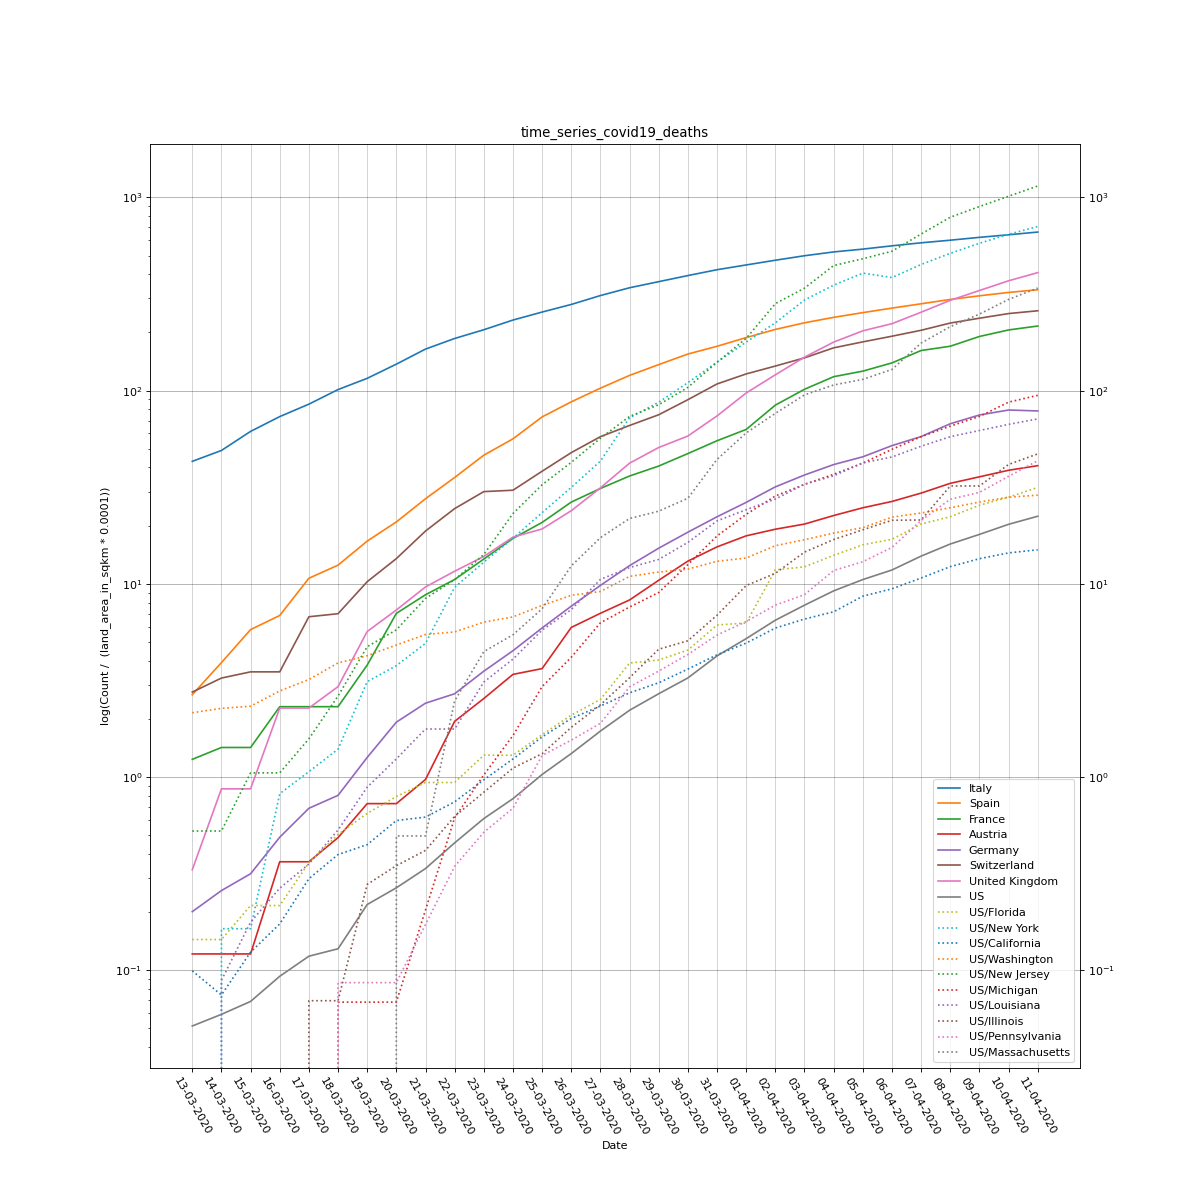 time_series_covid19_deaths
log(Count /  (land_area_in_sqkm * 0.0001))
10³
10²
10¹
10⁰
10⁻¹
10³
10²
10¹
10⁰
10⁻¹
Italy
Spain
France
Austria
Germany
Switzerland
United Kingdom
US
US/Florida
US/New York
US/California
US/Washington
US/New Jersey
US/Michigan
US/Louisiana
US/Illinois
US/Pennsylvania
US/Massachusetts
13-03-2020
14-03-2020
15-03-2020
16-03-2020
17-03-2020
18-03-2020
19-03-2020
20-03-2020
21-03-2020
22-03-2020
23-03-2020
24-03-2020
25-03-2020
26-03-2020
27-03-2020
28-03-2020
29-03-2020
30-03-2020
31-03-2020
01-04-2020
02-04-2020
03-04-2020
04-04-2020
05-04-2020
06-04-2020
07-04-2020
08-04-2020
09-04-2020
10-04-2020
11-04-2020
Date